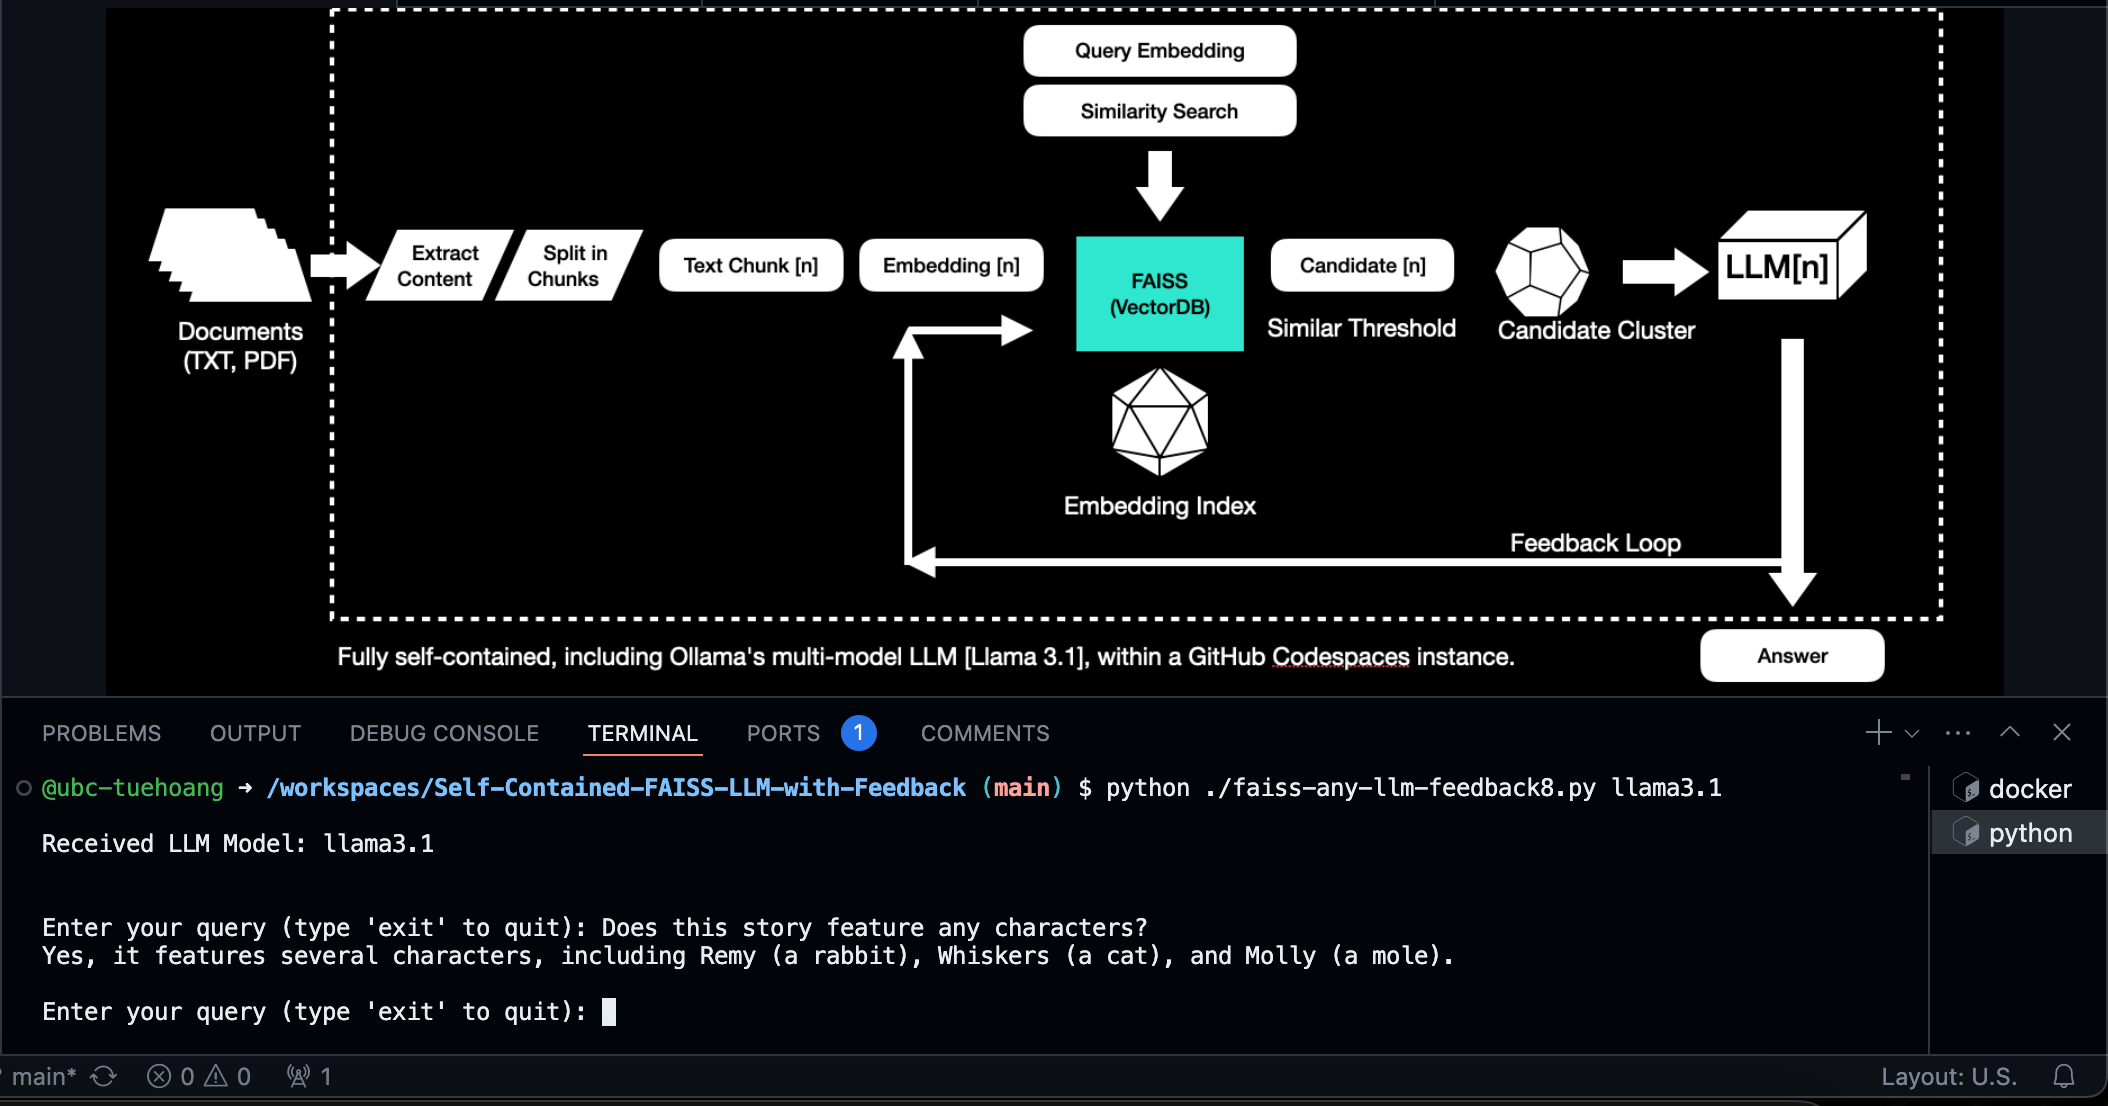 Query Embedding
Similarity Search
Extract
Content
Split in
Chunks
Text Chunk [n]
Embedding [n]
FAISS
(VectorDB)
Candidate [n]
LLM[n]
Documents
(TXT, PDF)
Similar Threshold
Candidate Cluster
Embedding Index
Feedback Loop
Fully self-contained, including Ollama's multi-model LLM [Llama 3.1], within a GitHub Codespaces instance.
Answer
PROBLEMS OUTPUT DEBUG CONSOLE TERMINAL PORTS 1 COMMENTS
@ubc-tuehoang ➜ /workspaces/Self-Contained-FAISS-LLM-with-Feedback (main) $ python ./faiss-any-llm-feedback8.py llama3.1
docker
python
Received LLM Model: llama3.1
Enter your query (type 'exit' to quit): Does this story feature any characters?
Yes, it features several characters, including Remy (a rabbit), Whiskers (a cat), and Molly (a mole).
Enter your query (type 'exit' to quit):
main* 0 0 1 Layout: U.S.